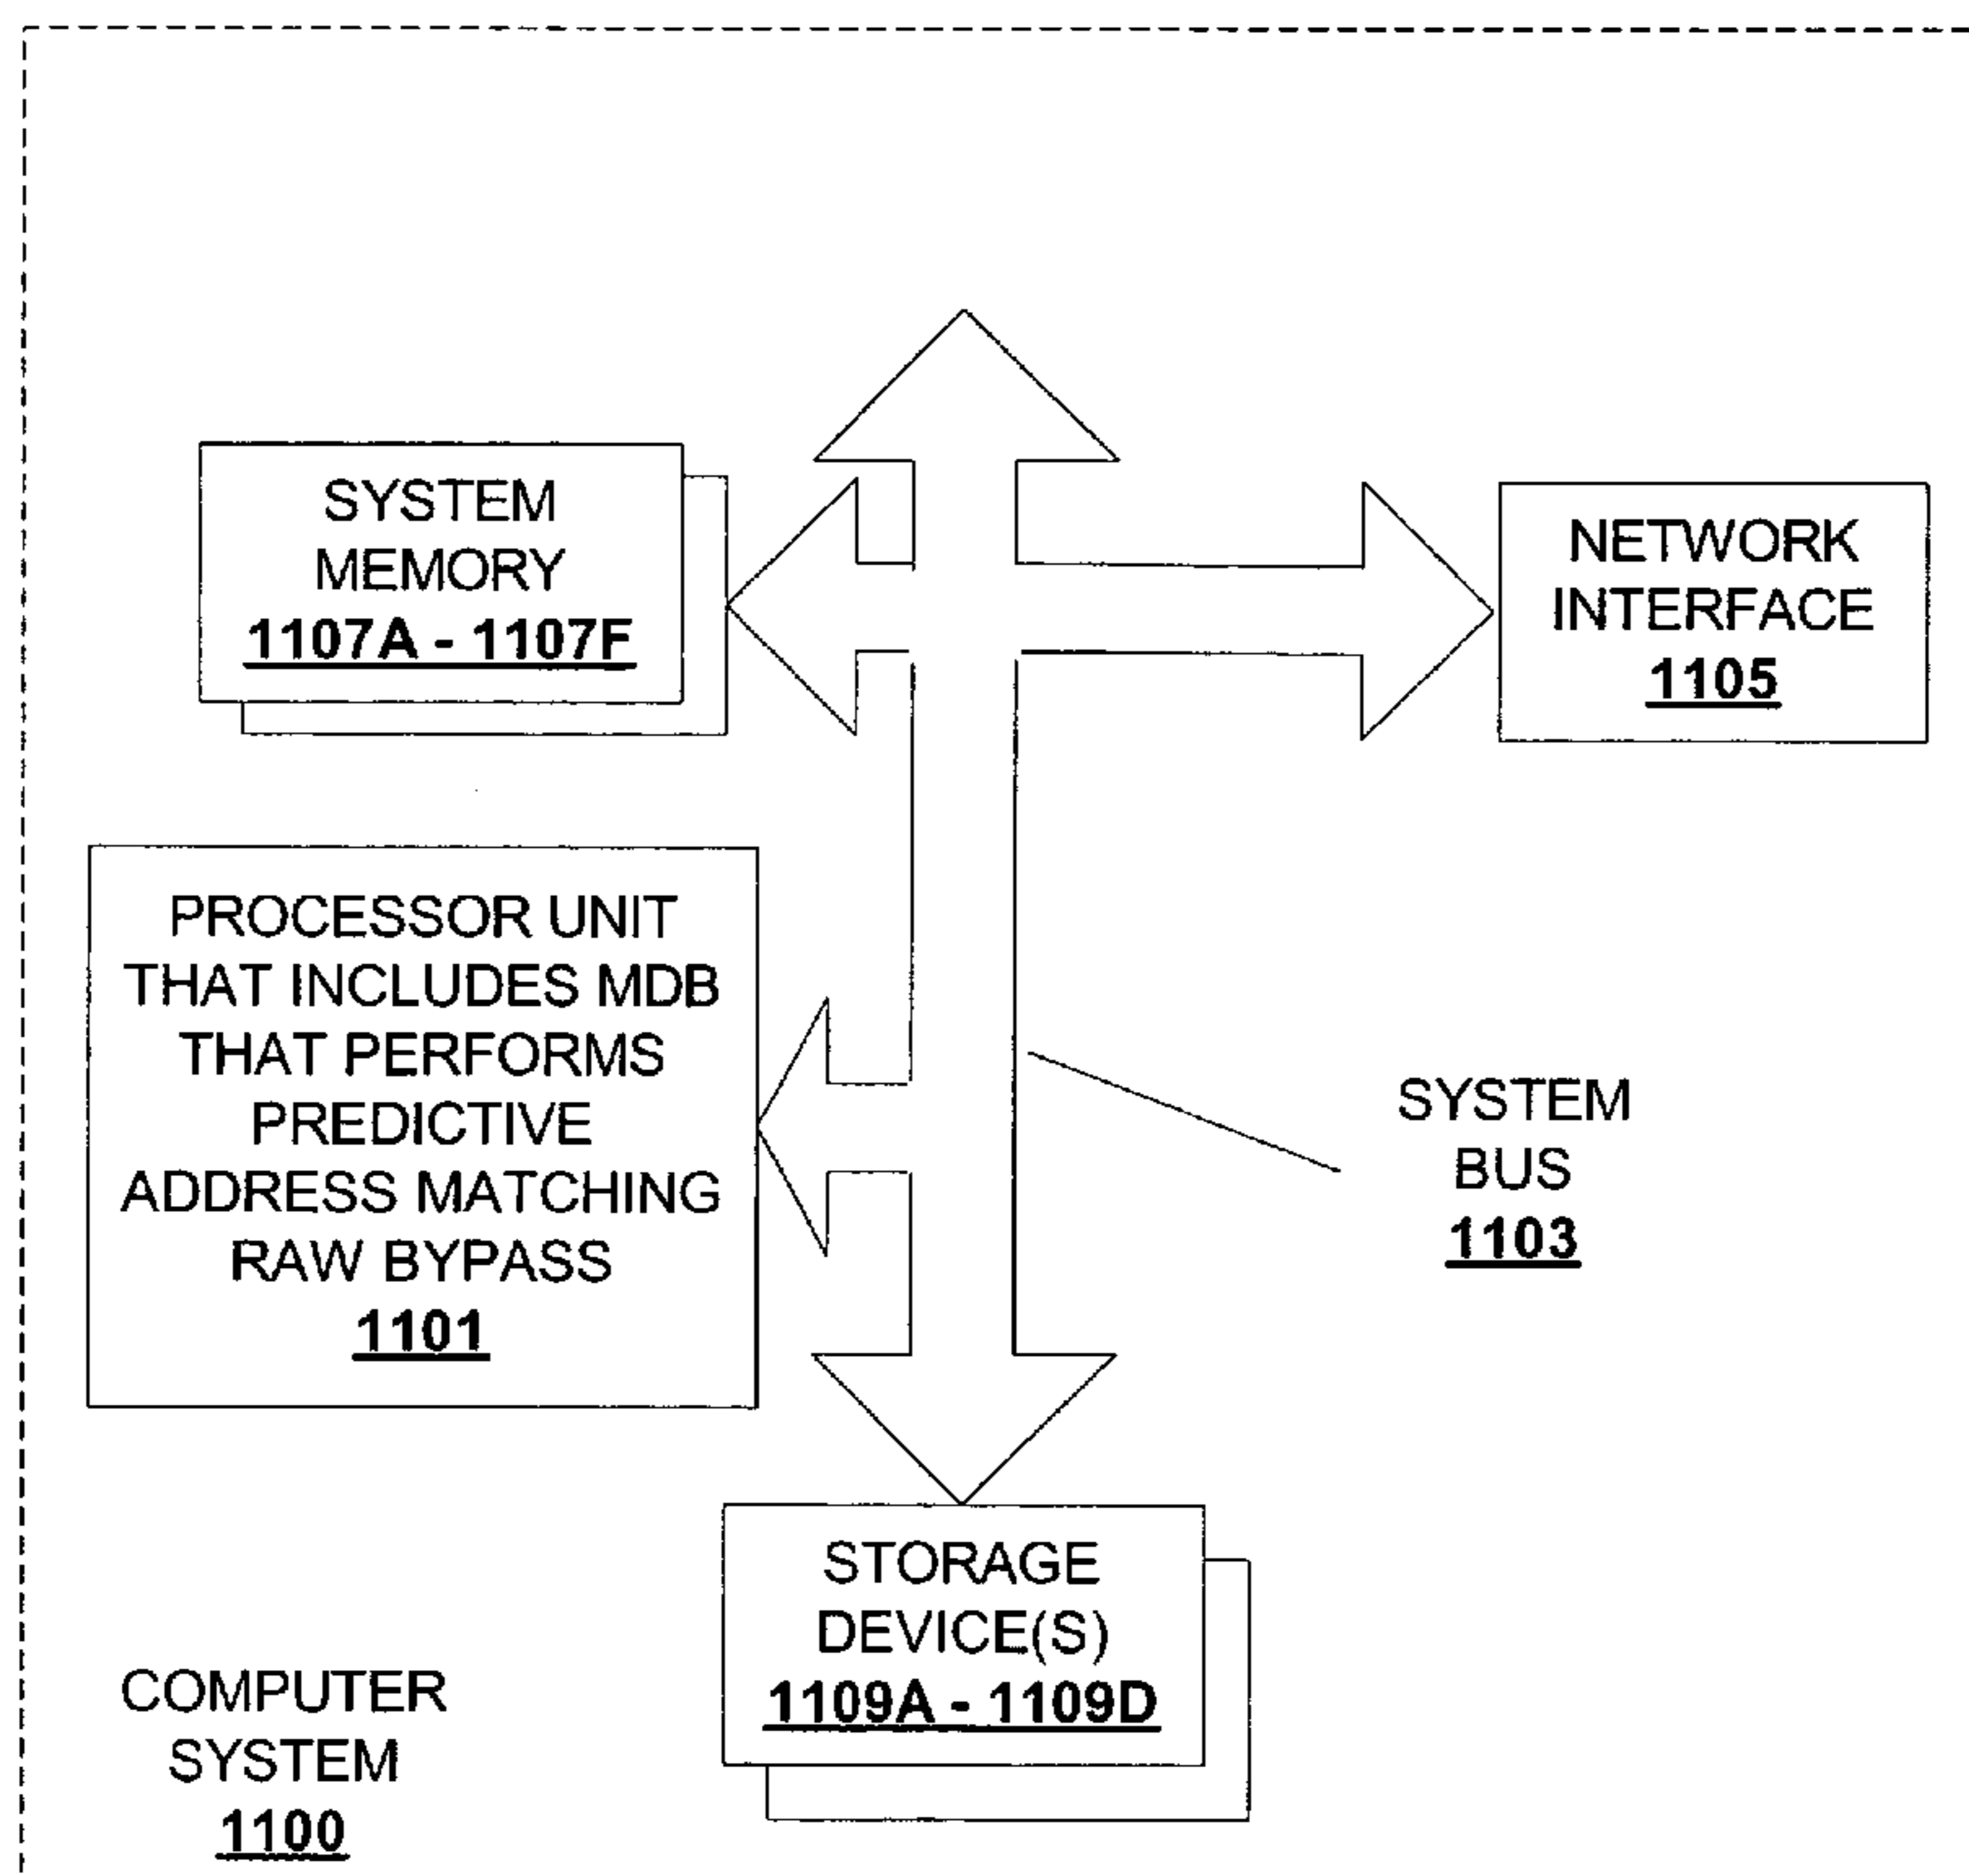 SYSTEM
MEMORY
1107A - 1107F
NETWORK
INTERFACE
1105
PROCESSOR UNIT
THAT INCLUDES MDB
THAT PERFORMS
PREDICTIVE
ADDRESS MATCHING
RAW BYPASS
1101
SYSTEM
BUS
1103
STORAGE
DEVICE(S)
1109A - 1109D
COMPUTER
SYSTEM
1100